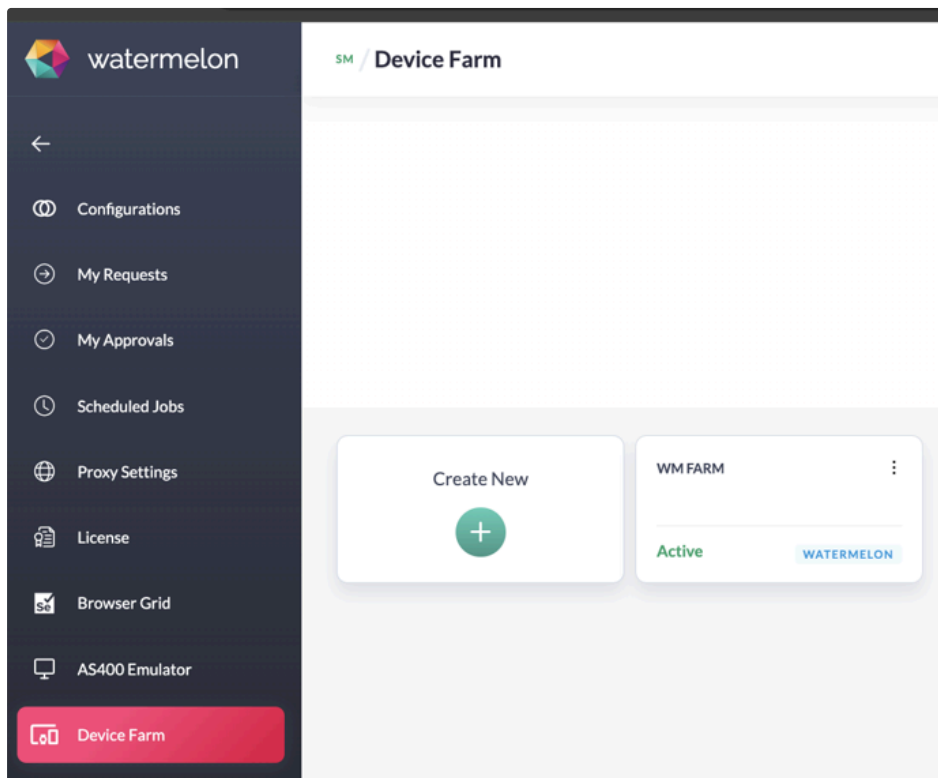 watermelon
SM / Device Farm
Configurations
My Requests
My Approvals
Scheduled Jobs
Proxy Settings
License
Se
Browser Grid
AS400 Emulator
Device Farm
Create New
WM FARM
Active
WATERMELON